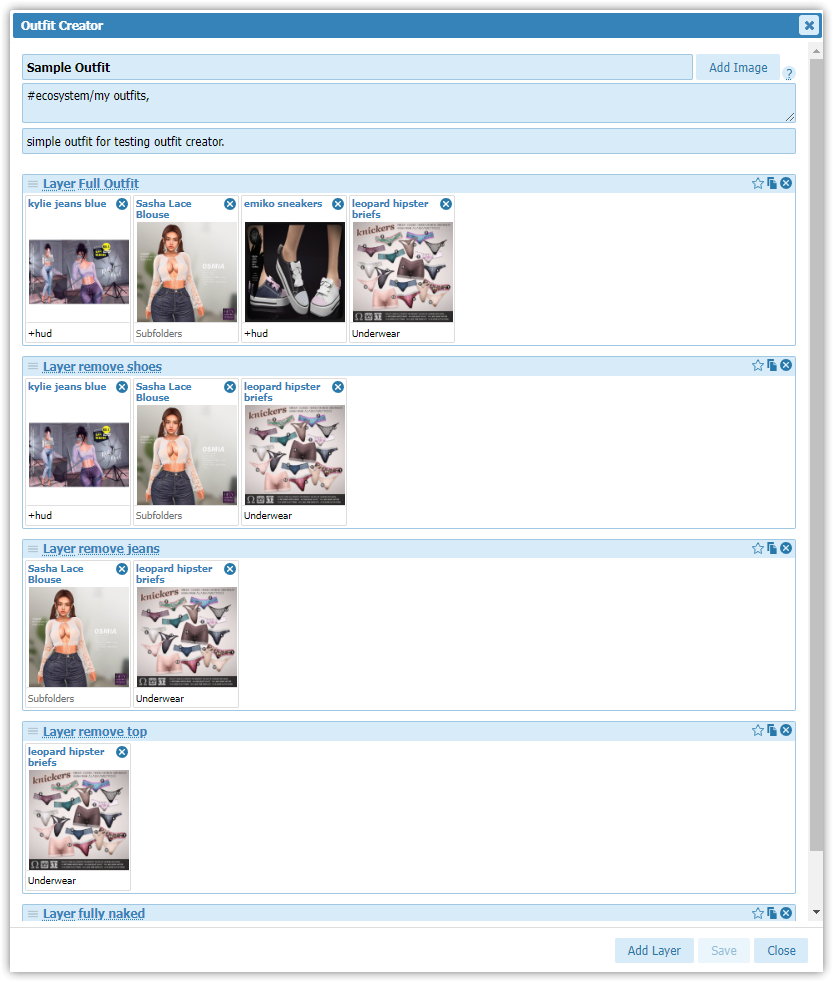 Outfit Creator
Sample Outfit
Add Image
?
#ecosystem/my outfits,
simple outfit for testing outfit creator.
Layer Full Outfit
kylie jeans blue
Sasha Lace
Blouse
emiko sneakers
leopard hipster
briefs
OSMIA
knickers
+hud
Subfolders
+hud
Underwear
Layer remove shoes
kylie jeans blue
Sasha Lace
Blouse
leopard hipster
briefs
OSMIA
knickers
+hud
Subfolders
Underwear
Layer remove jeans
Sasha Lace
Blouse
leopard hipster
briefs
OSMIA
knickers
Subfolders
Underwear
Layer remove top
leopard hipster
briefs
knickers
Underwear
Layer fully naked
Add Layer
Save
Close